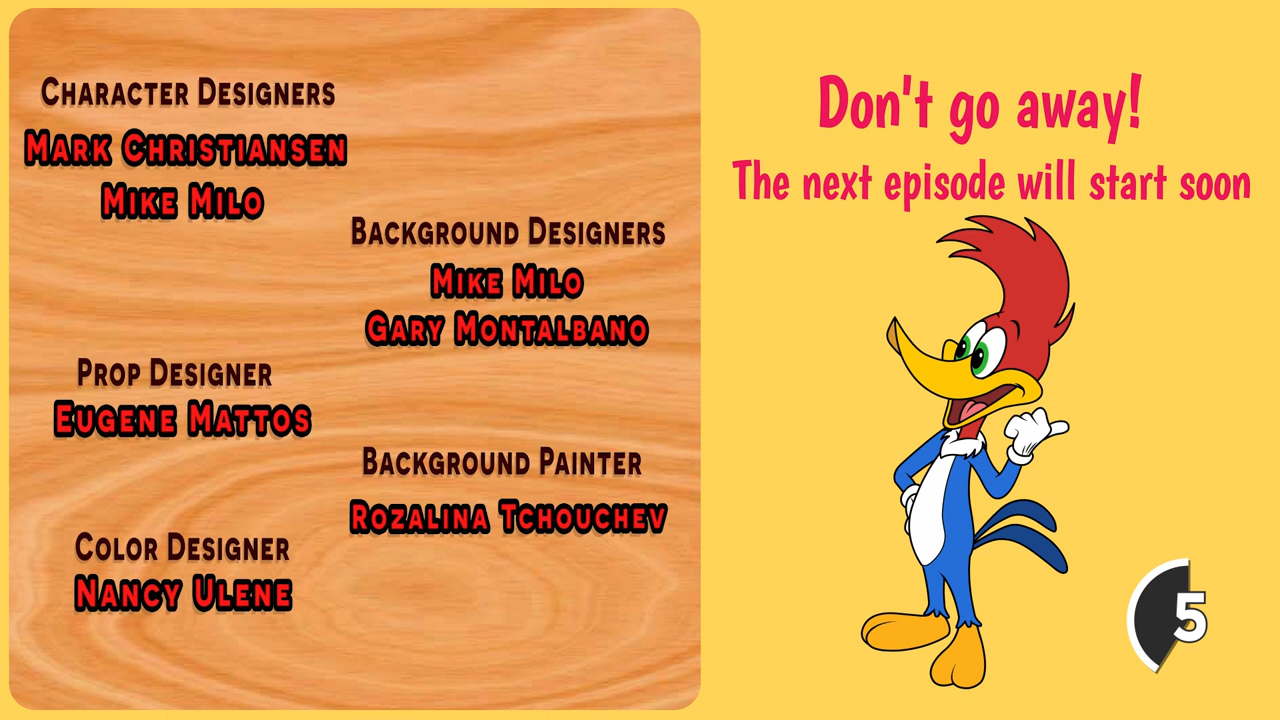 Character Designers
Mark Christiansen
Mike Milo
Background Designers
Mike Milo
Gary Montalbano
Prop Designer
Eugene Mattos
Background Painter
Rozalina Tchouchev
Color Designer
Nancy Ulene
Don't go away!
The next episode will start soon
5